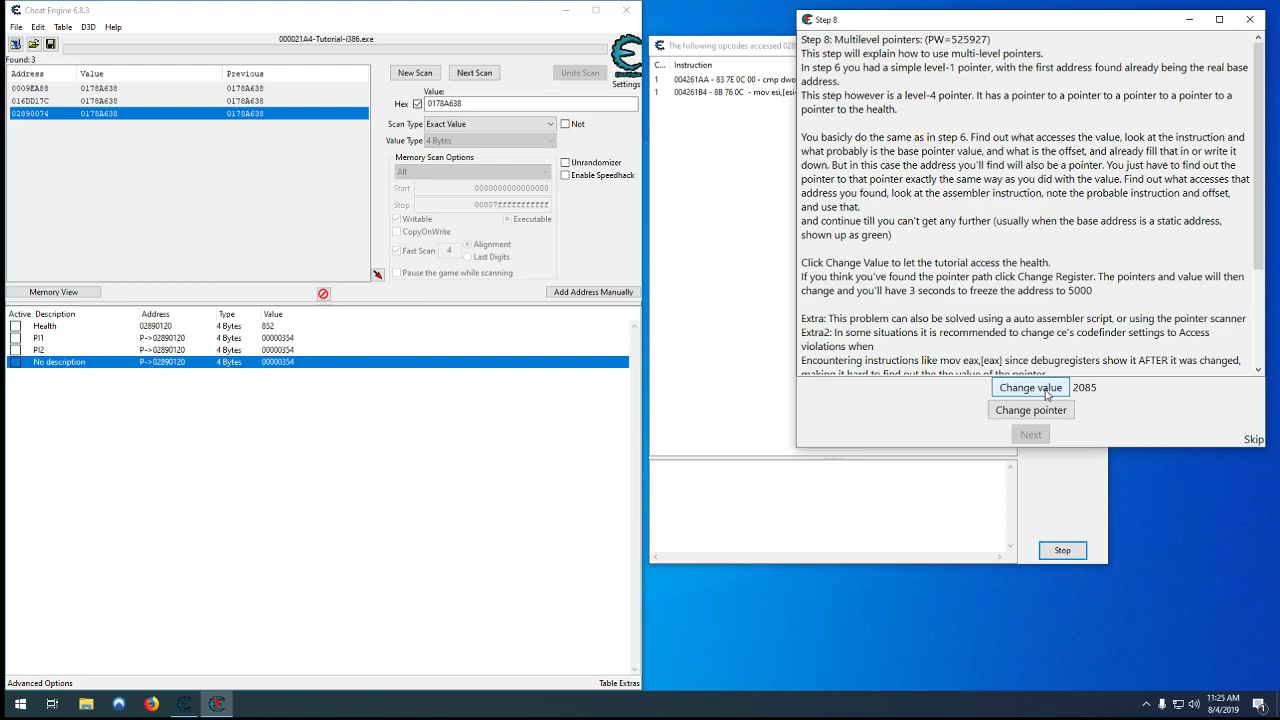 Cheat Engine 6.8.3
File Edit Table D3D Help
000021A4-Tutorial-i386.exe
Found: 3
Address Value Previous
0009EA88 0178A638 0178A638
016DD17C 0178A638 0178A638
02890074 0178A638 0178A638
New Scan Next Scan Undo Scan
Settings
Value:
Hex 0178A638
Scan Type Exact Value Not
Value Type 4 Bytes
Memory Scan Options
All
Unrandomizer
Enable Speedhack
Start 0000000000000000
Stop 00007fffffffffff
Writable Executable
CopyOnWrite
Fast Scan 4 Alignment
Last Digits
Pause the game while scanning
Memory View Add Address Manually
Active Description Address Type Value
Health 02890120 4 Bytes 852
PI1 P->02890120 4 Bytes 00000354
PI2 P->02890120 4 Bytes 00000354
No description P->02890120 4 Bytes 00000354
Advanced Options Table Extras
The following opcodes accessed 028
C... Instruction
1 004261AA - 83 7E 0C 00 - cmp dwo
1 004261B4 - 8B 76 0C - mov esi,[esi
Stop
Step 8
Step 8: Multilevel pointers: (PW=525927)
This step will explain how to use multi-level pointers.
In step 6 you had a simple level-1 pointer, with the first address found already being the real base
address.
This step however is a level-4 pointer. It has a pointer to a pointer to a pointer to a pointer to a
pointer to the health.
You basicly do the same as in step 6. Find out what accesses the value, look at the instruction and
what probably is the base pointer value, and what is the offset, and already fill that in or write it
down. But in this case the address you'll find will also be a pointer. You just have to find out the
pointer to that pointer exactly the same way as you did with the value. Find out what accesses that
address you found, look at the assembler instruction, note the probable instruction and offset,
and use that.
and continue till you can't get any further (usually when the base address is a static address,
shown up as green)
Click Change Value to let the tutorial access the health.
If you think you've found the pointer path click Change Register. The pointers and value will then
change and you'll have 3 seconds to freeze the address to 5000
Extra: This problem can also be solved using a auto assembler script, or using the pointer scanner
Extra2: In some situations it is recommended to change ce's codefinder settings to Access
violations when
Encountering instructions like mov eax,[eax] since debugregisters show it AFTER it was changed,
making it hard to find out the the value of the pointer
Change value 2085
Change pointer
Next
Skip
11:25 AM
8/4/2019
1